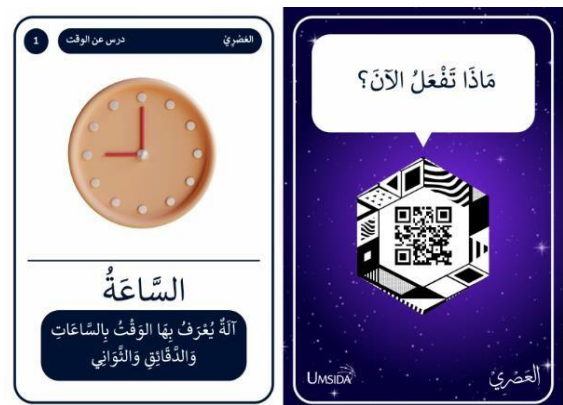 العَصْرِيْ
درس عن الوقت
1
السَّاعَةُ
آلَةٌ يُعْرَفُ بِهَا الوَقْتُ بِالسَّاعَاتِ
وَالدَّقَائِقِ وَالثَّوَانِي
مَاذَا تَفْعَلُ الآنَ؟
UMSIDA
العَصْرِيْ